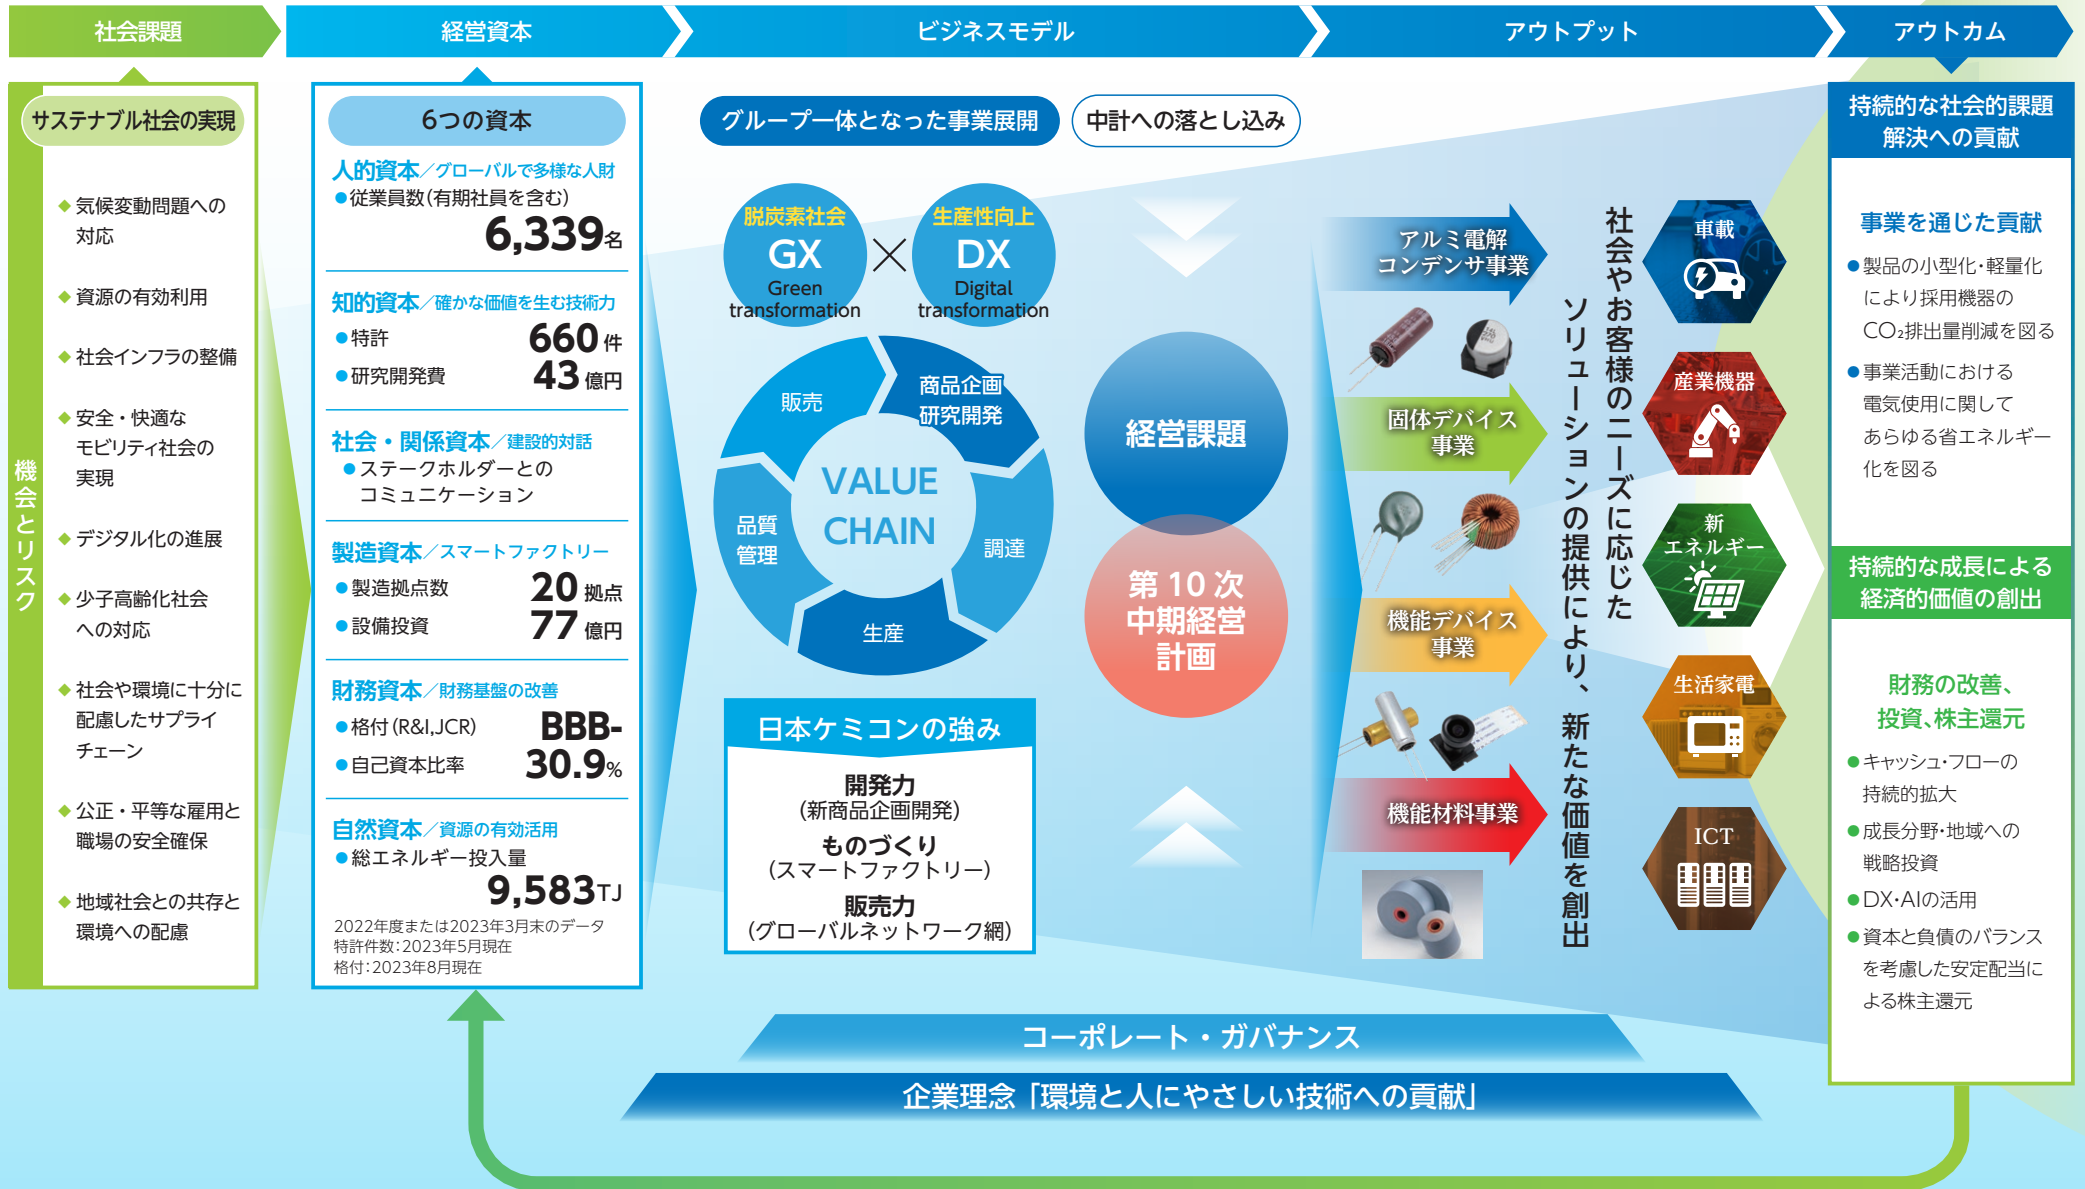 社会課題
経営資本
ビジネスモデル
アウトプット
アウトカム
機会とリスク
サステナブル社会の実現
◆気候変動問題への
対応
◆資源の有効利用
◆社会インフラの整備
◆安全・快適な
モビリティ社会の
実現
◆デジタル化の進展
◆少子高齢化社会
への対応
◆社会や環境に十分に
配慮したサプライ
チェーン
◆公正・平等な雇用と
職場の安全確保
◆地域社会との共存と
環境への配慮
6つの資本
人的資本／グローバルで多様な人財
●従業員数(有期社員を含む)
6,339名
知的資本／確かな価値を生む技術力
●特許 660件
●研究開発費 43億円
社会・関係資本／建設的対話
●ステークホルダーとの
コミュニケーション
製造資本／スマートファクトリー
●製造拠点数 20拠点
●設備投資 77億円
財務資本／財務基盤の改善
●格付(R&I,JCR) BBB-
●自己資本比率 30.9%
自然資本／資源の有効活用
●総エネルギー投入量
9,583TJ
2022年度または2023年3月末のデータ
特許件数:2023年5月現在
格付:2023年8月現在
グループ一体となった事業展開
中計への落とし込み
脱炭素社会
GX
Green
transformation
生産性向上
DX
Digital
transformation
販売
商品企画
研究開発
調達
生産
品質
管理
VALUE
CHAIN
日本ケミコンの強み
開発力
(新商品企画開発)
ものづくり
(スマートファクトリー)
販売力
(グローバルネットワーク網)
経営課題
第10次
中期経営
計画
アルミ電解
コンデンサ事業
固体デバイス
事業
機能デバイス
事業
機能材料事業
社会やお客様のニーズに応じた
ソリューションの提供により、新たな価値を創出
車載
産業機器
新
エネルギー
生活家電
ICT
持続的な社会的課題
解決への貢献
事業を通じた貢献
●製品の小型化・軽量化
により採用機器の
CO₂排出量削減を図る
●事業活動における
電気使用に関して
あらゆる省エネルギー
化を図る
持続的な成長による
経済的価値の創出
財務の改善、
投資、株主還元
●キャッシュ・フローの
持続的拡大
●成長分野・地域への
戦略投資
●DX・AIの活用
●資本と負債のバランス
を考慮した安定配当に
よる株主還元
コーポレート・ガバナンス
企業理念「環境と人にやさしい技術への貢献」